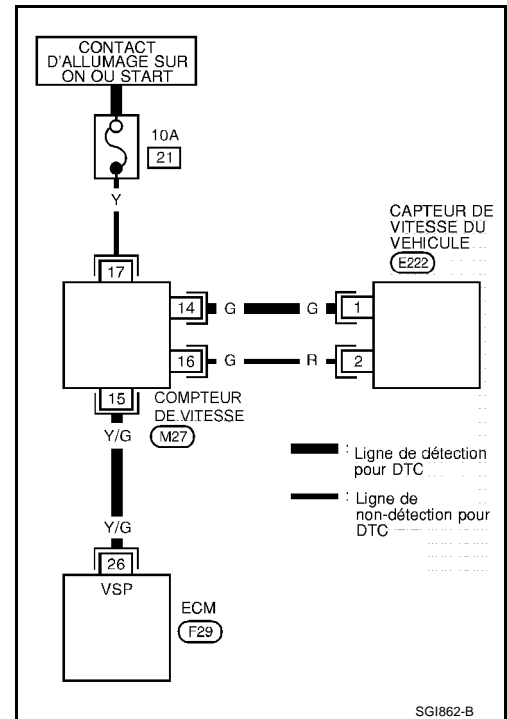 CONTACT
D'ALLUMAGE SUR
ON OU START
10A
21
Y
CAPTEUR DE
VITESSE DU
VEHICULE
E222
17
14
G
G
1
16
G
R
2
15
COMPTEUR
DE VITESSE
M27
Y/G
: Ligne de détection
pour DTC
: Ligne de
non-détection pour
DTC
Y/G
26
VSP
ECM
F29
SGI862-B